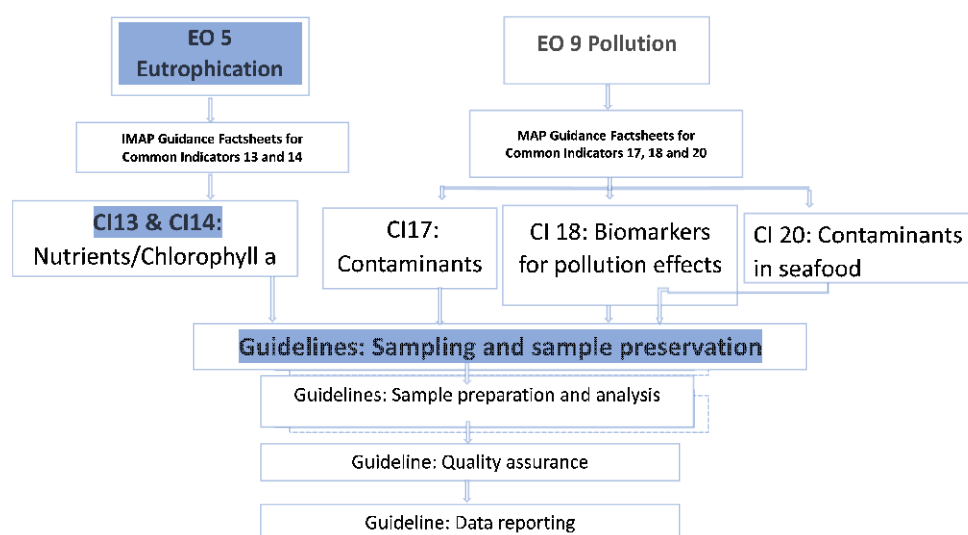 EO 5
Eutrophication
EO 9 Pollution
IMAP Guidance Factsheets for
Common Indicators 13 and 14
MAP Guidance Factsheets for
Common Indicators 17, 18 and 20
CI13 & CI14:
Nutrients/Chlorophyll a
CI17:
Contaminants
CI 18: Biomarkers
for pollution effects
CI 20: Contaminants
in seafood
Guidelines: Sampling and sample preservation
Guidelines: Sample preparation and analysis
Guideline: Quality assurance
Guideline: Data reporting